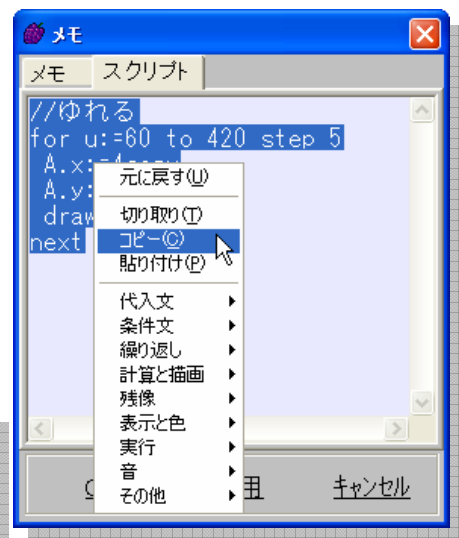 メモ
メモ スクリプト
//ゆれる
for u:=60 to 420 step 5
A.x:
A.y:
draw
next
元に戻す(U)
切り取り(T)
コピー(C)
貼り付け(P)
代入文
条件文
繰り返し
計算と描画
残像
表示と色
実行
音
その他
キャンセル